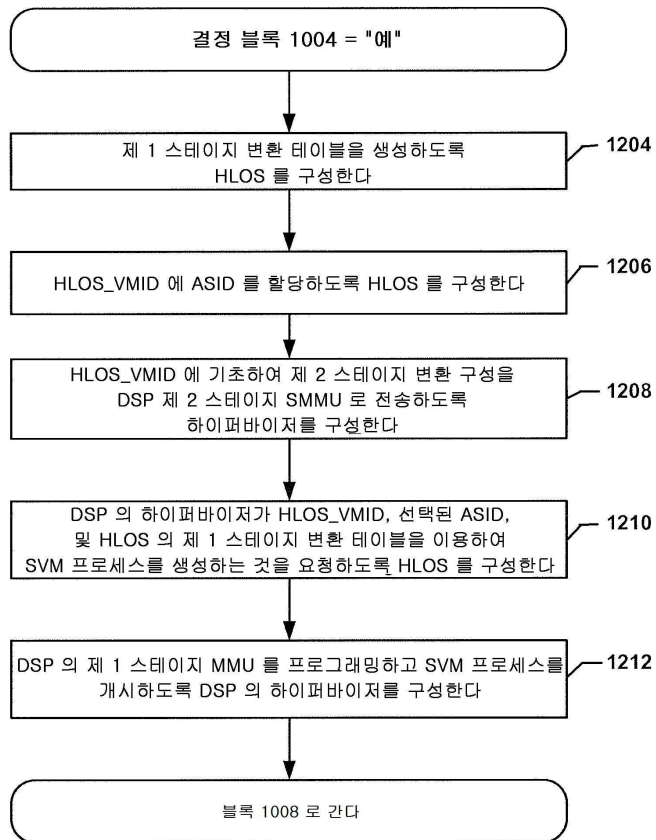 결정 블록 1004 = "예"
제 1 스테이지 변환 테이블을 생성하도록
HLOS 를 구성한다
1204
HLOS_VMID 에 ASID 를 할당하도록 HLOS 를 구성한다
1206
HLOS_VMID 에 기초하여 제 2 스테이지 변환 구성을
DSP 제 2 스테이지 SMMU 로 전송하도록
하이퍼바이저를 구성한다
1208
DSP 의 하이퍼바이저가 HLOS_VMID, 선택된 ASID,
및 HLOS 의 제 1 스테이지 변환 테이블을 이용하여
SVM 프로세스를 생성하는 것을 요청하도록 HLOS 를 구성한다
1210
DSP 의 제 1 스테이지 MMU 를 프로그래밍하고 SVM 프로세스를
개시하도록 DSP 의 하이퍼바이저를 구성한다
1212
블록 1008 로 간다